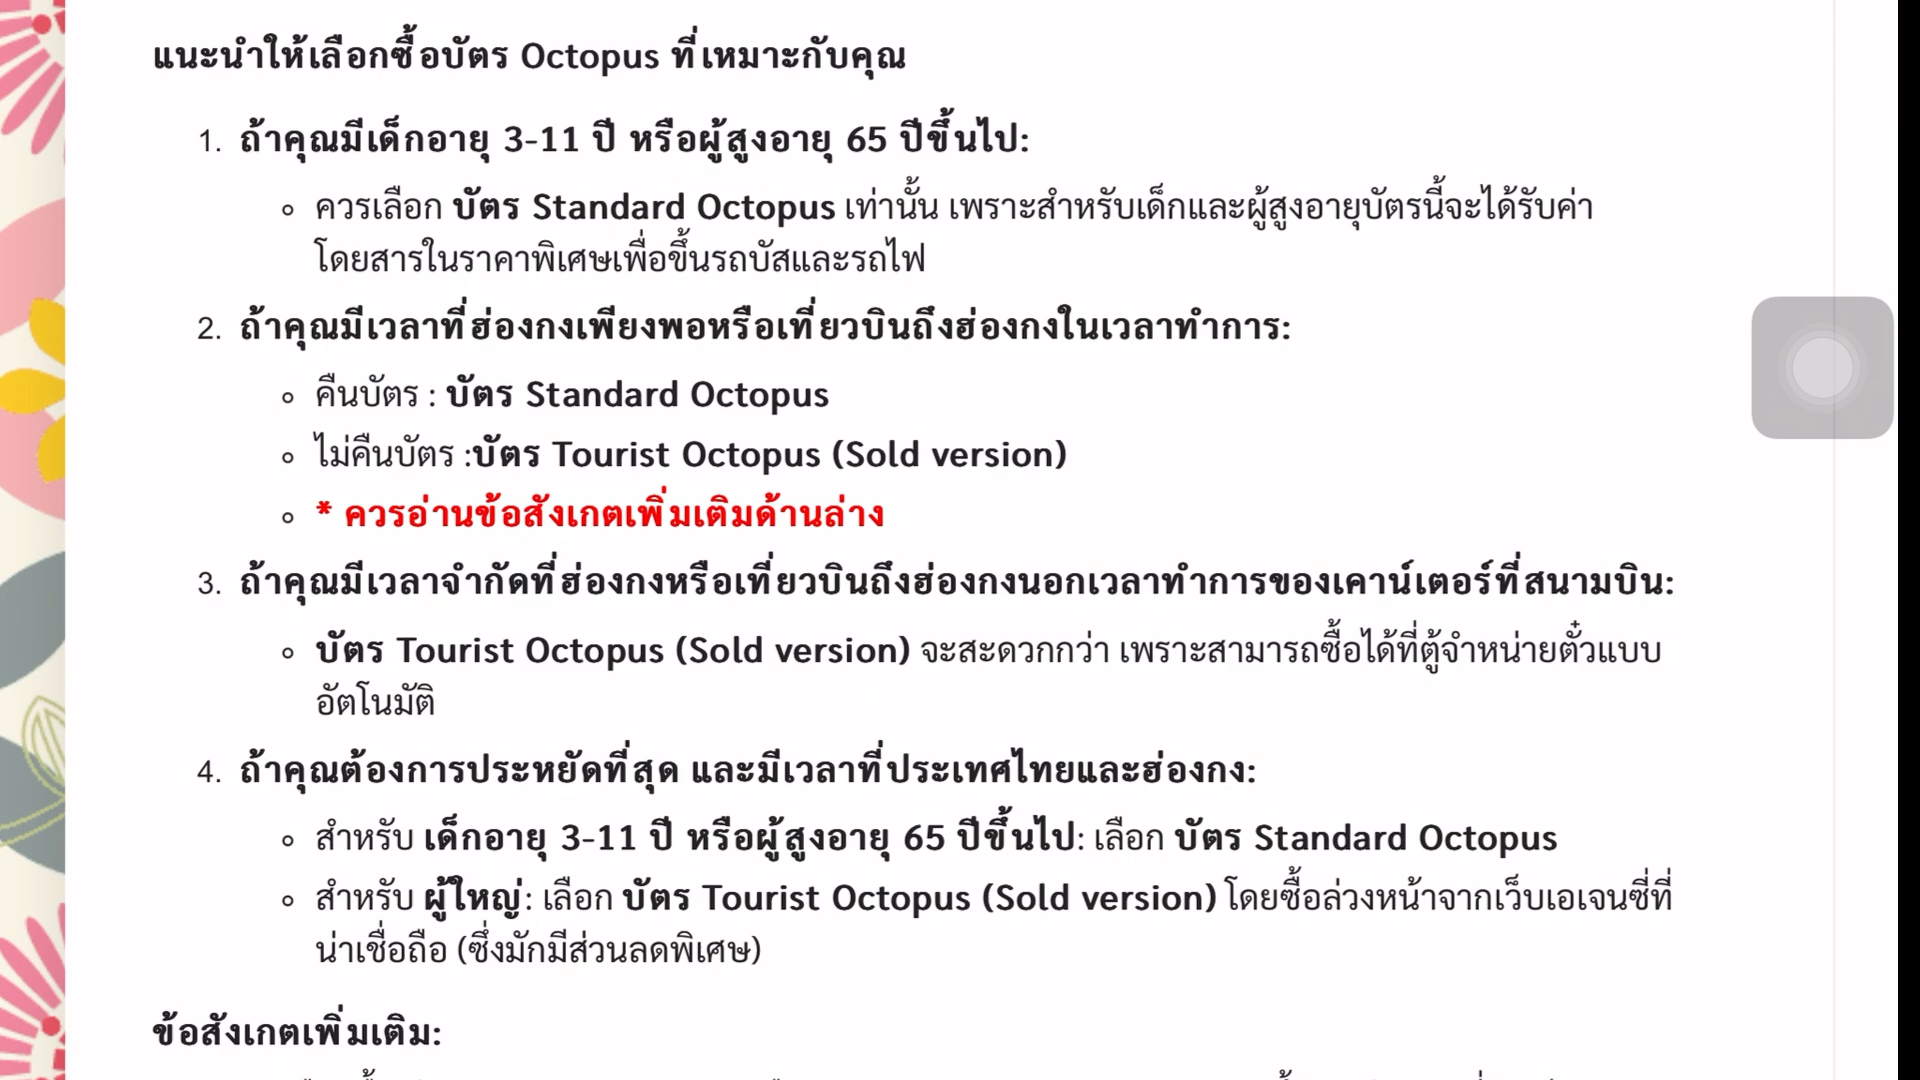 แนะนำให้เลือกซื้อบัตร Octopus ที่เหมาะกับคุณ
1. ถ้าคุณมีเด็กอายุ 3-11 ปี หรือผู้สูงอายุ 65 ปีขึ้นไป:
ควรเลือก บัตร Standard Octopus เท่านั้น เพราะสำหรับเด็กและผู้สูงอายุบัตรนี้จะได้รับค่า
โดยสารในราคาพิเศษเพื่อขึ้นรถบัสและรถไฟ
2. ถ้าคุณมีเวลาที่ฮ่องกงเพียงพอหรือเที่ยวบินถึงฮ่องกงในเวลาทำการ:
คืนบัตร : บัตร Standard Octopus
ไม่คืนบัตร :บัตร Tourist Octopus (Sold version)
* ควรอ่านข้อสังเกตเพิ่มเติมด้านล่าง
3. ถ้าคุณมีเวลาจำกัดที่ฮ่องกงหรือเที่ยวบินถึงฮ่องกงนอกเวลาทำการของเคาน์เตอร์ที่สนามบิน:
บัตร Tourist Octopus (Sold version) จะสะดวกกว่า เพราะสามารถซื้อได้ที่ตู้จำหน่ายตั๋วแบบ
อัตโนมัติ
4. ถ้าคุณต้องการประหยัดที่สุด และมีเวลาที่ประเทศไทยและฮ่องกง:
สำหรับ เด็กอายุ 3-11 ปี หรือผู้สูงอายุ 65 ปีขึ้นไป: เลือก บัตร Standard Octopus
สำหรับ ผู้ใหญ่: เลือก บัตร Tourist Octopus (Sold version) โดยซื้อล่วงหน้าจากเว็บเอเจนซี่ที่
น่าเชื่อถือ (ซึ่งมักมีส่วนลดพิเศษ)
ข้อสังเกตเพิ่มเติม: